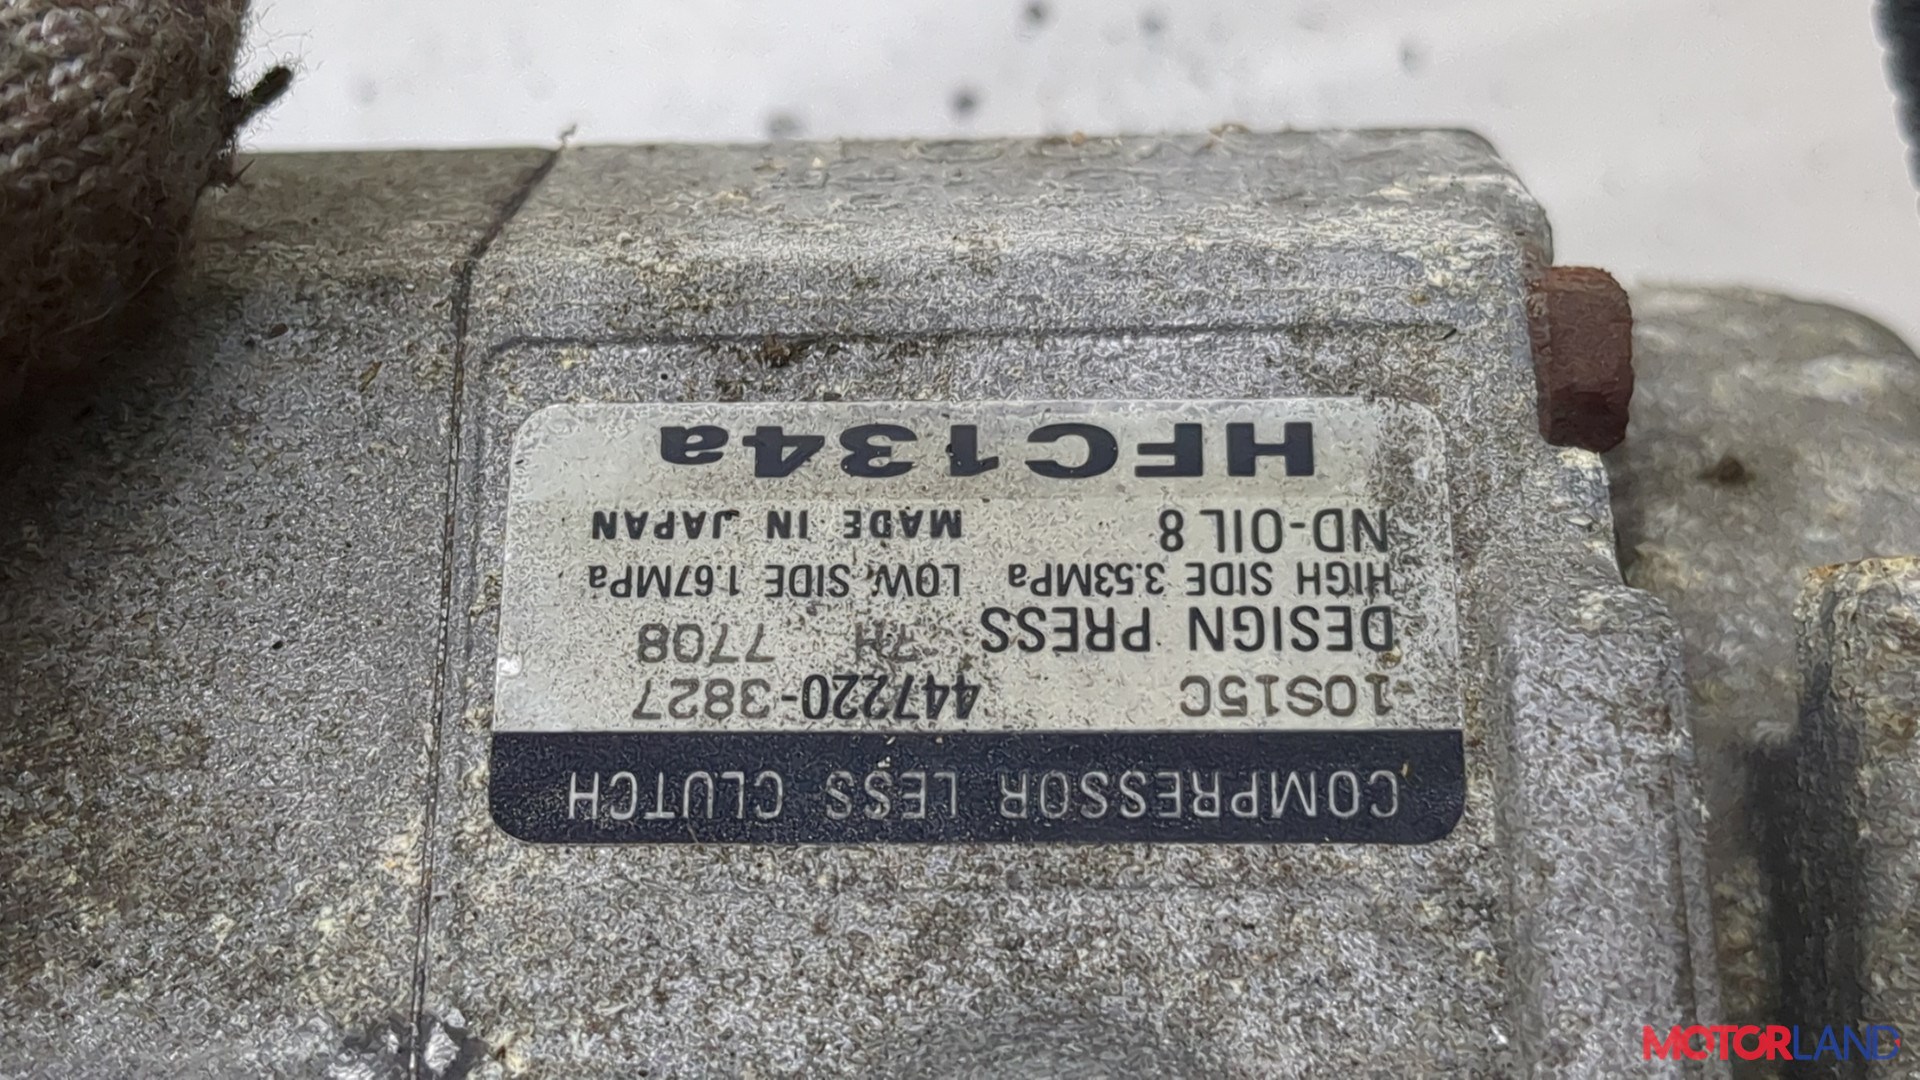 COMPRESSOR LESS CLUTCH
10S15C 447220-3827
DESIGN PRESS 7H 7708
HIGH SIDE 3.53MPa LOW SIDE 1.67MPa
ND-OIL 8 MADE IN JAPAN
HFC134a
MOTORLAND